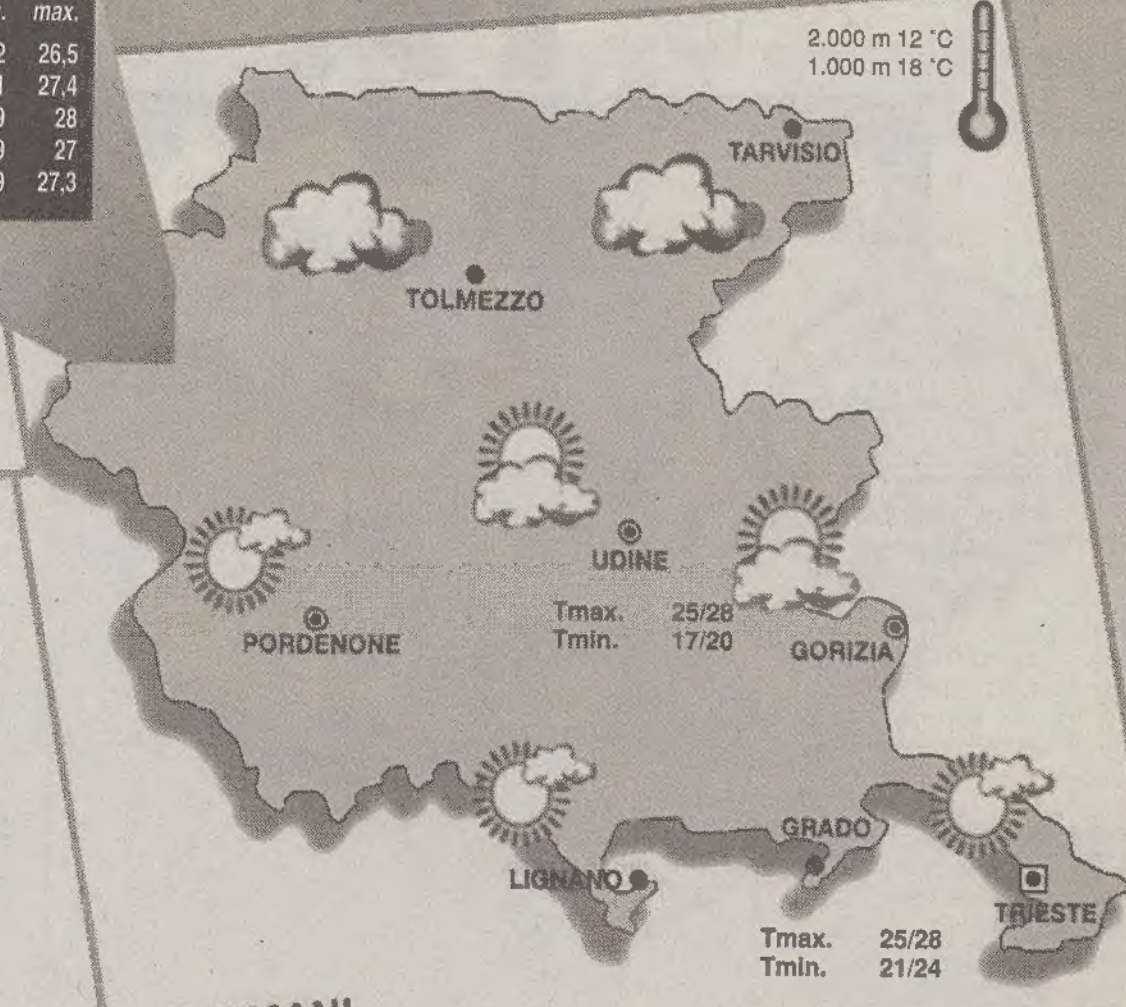 max.
26,5
27,4
28
27
27,3
2.000 m 12 °C
1.000 m 18 °C
TARVISIO
TOLMEZZO
UDINE
Tmax. 25/28
Tmin. 17/20
PORDENONE
GORIZIA
GRADO
LIGNANO
TRIESTE
Tmax. 25/28
Tmin. 21/24